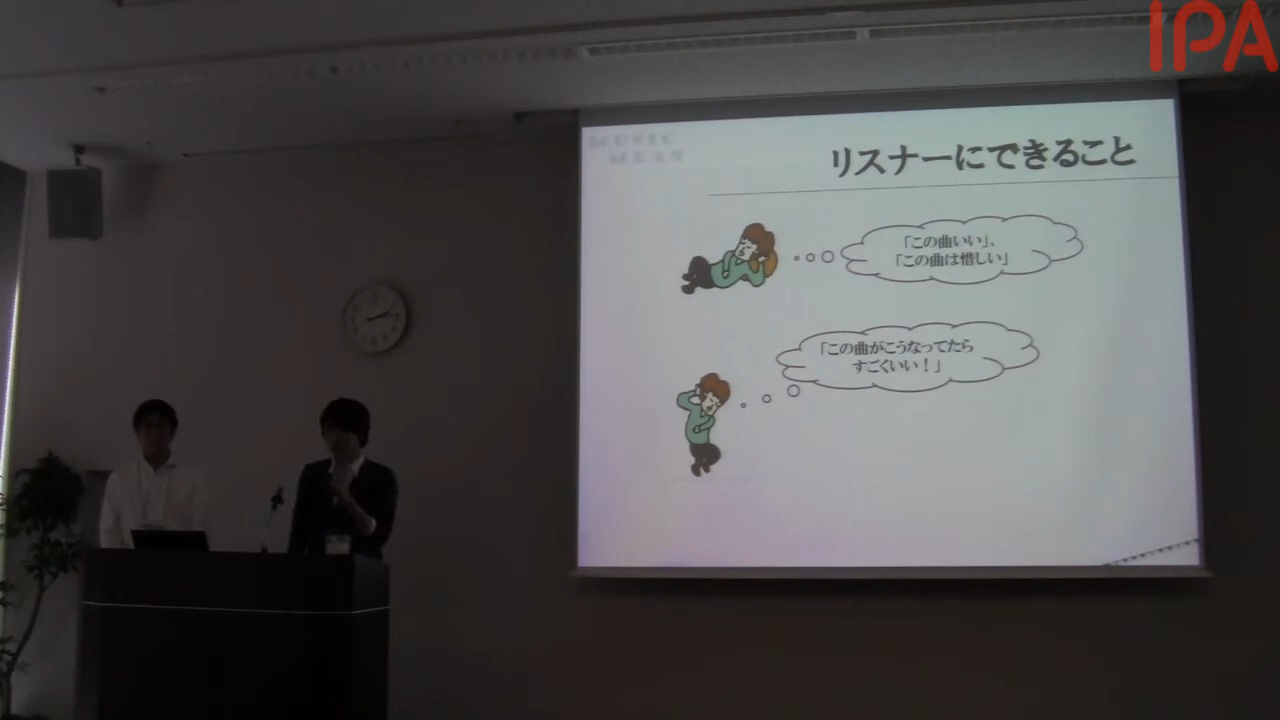 IPA
MUSIC
リスナーにできること
「この曲いい」、
「この曲は惜しい」
「この曲がこうなってたら
すごくいい！」